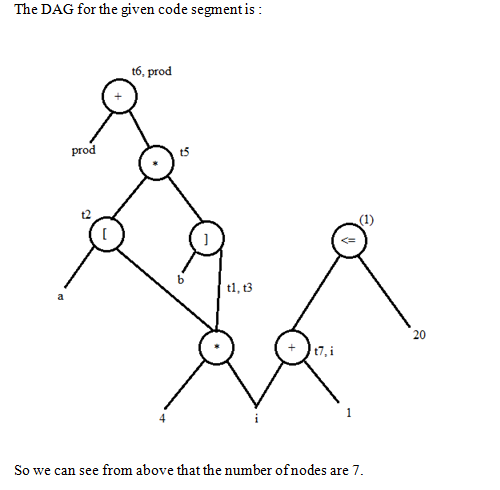 The DAG for the given code segment is :
t6, prod
+
prod
*
t5
t2
[
]
(1)
<=
a
b
t1, t3
*
+
t7, i
20
4
i
1
So we can see from above that the number of nodes are 7.